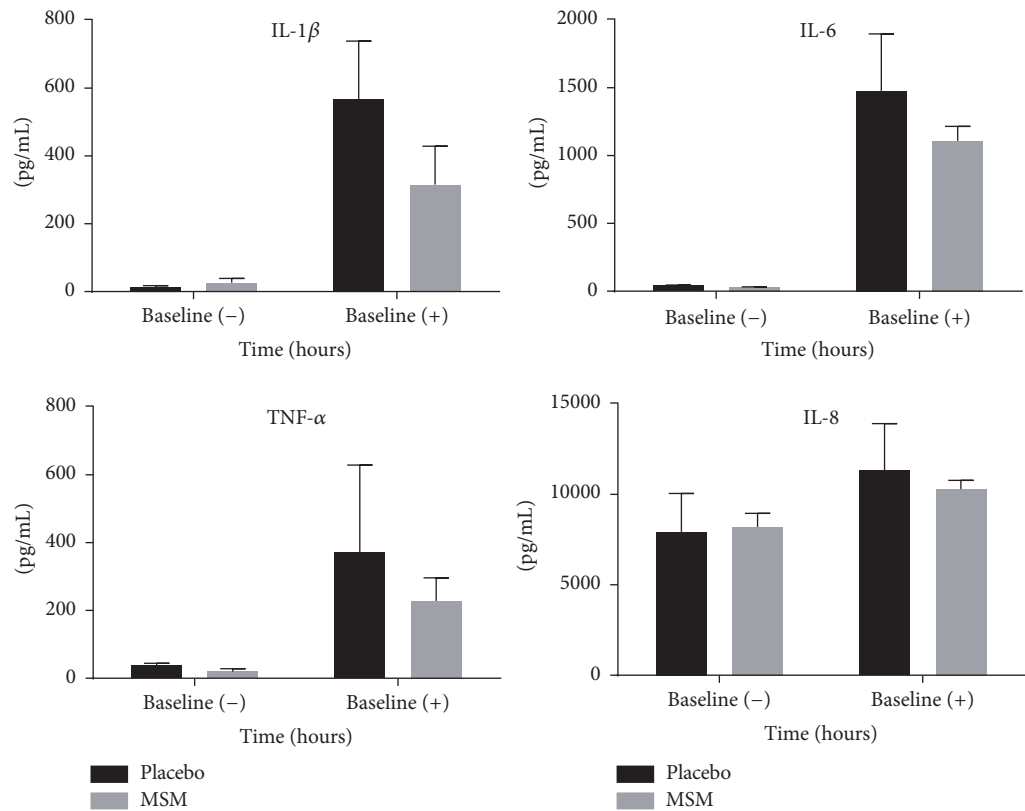 IL-1β
(pg/mL)
800
600
400
200
0
Baseline (−)
Baseline (+)
Time (hours)
IL-6
(pg/mL)
2000
1500
1000
500
0
Baseline (−)
Baseline (+)
Time (hours)
TNF-α
(pg/mL)
800
600
400
200
0
Baseline (−)
Baseline (+)
Time (hours)
Placebo
MSM
IL-8
(pg/mL)
15000
10000
5000
0
Baseline (−)
Baseline (+)
Time (hours)
Placebo
MSM